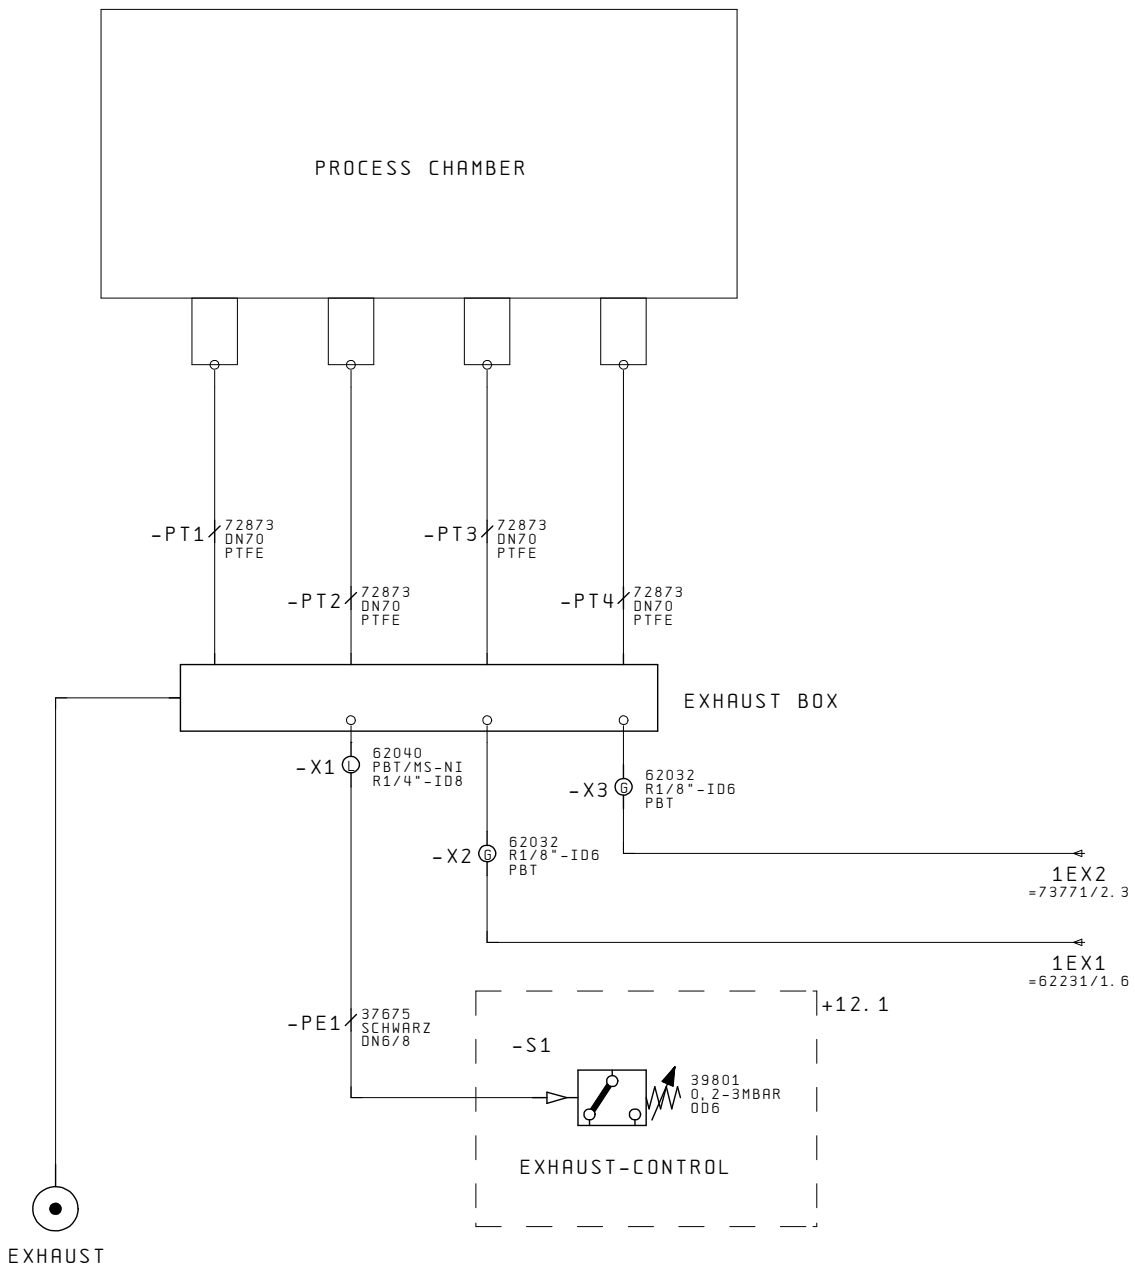 PROCESS CHAMBER
-PT1
72873
DN70
PTFE
-PT3
72873
DN70
PTFE
-PT2
72873
DN70
PTFE
-PT4
72873
DN70
PTFE
EXHAUST BOX
-X1
L
62040
PBT/MS-NI
R1/4"-ID8
-X3
G
62032
R1/8"-ID6
PBT
-X2
G
62032
R1/8"-ID6
PBT
1EX2
=73771/2.3
1EX1
=62231/1.6
+12.1
-PE1
37675
SCHWARZ
DN6/8
-S1
39801
0,2-3MBAR
OD6
EXHAUST-CONTROL
EXHAUST